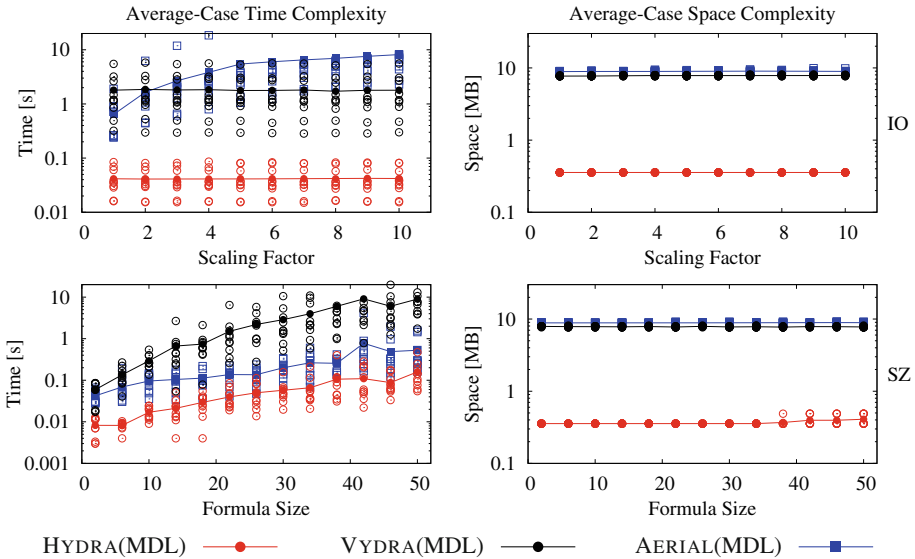 Average-Case Time Complexity
Average-Case Space Complexity
10
1
0.1
0.01
Time [s]
0 2 4 6 8 10
Scaling Factor
100
10
1
0.1
Space [MB]
0 2 4 6 8 10
Scaling Factor
IO
10
1
0.1
0.01
0.001
Time [s]
0 10 20 30 40 50
Formula Size
100
10
1
0.1
Space [MB]
0 10 20 30 40 50
Formula Size
SZ
HYDRA(MDL) VYDRA(MDL) AERIAL(MDL)